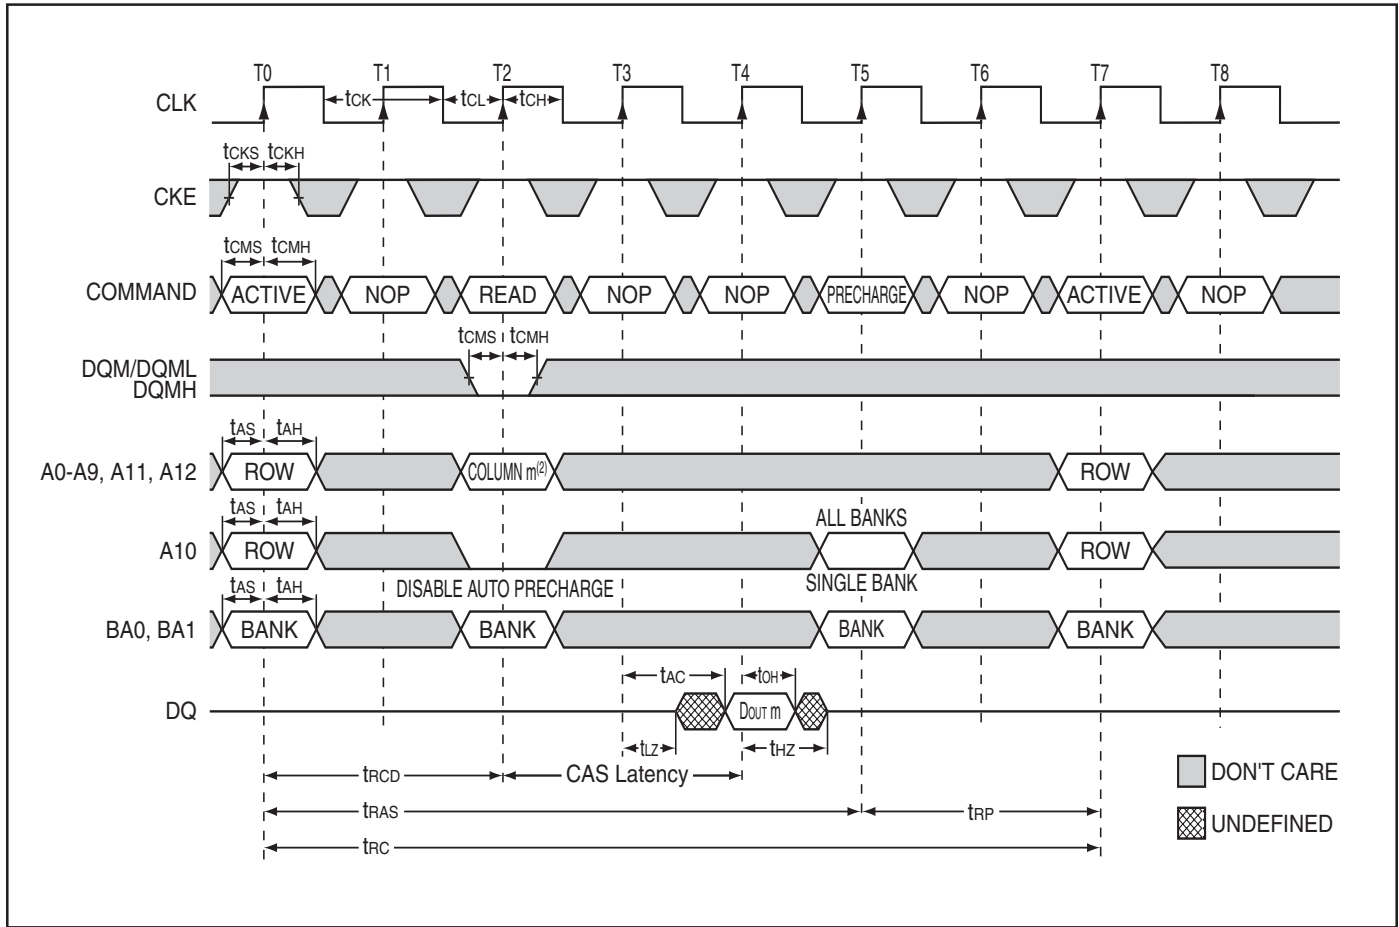 T0 T1 T2 T3 T4 T5 T6 T7 T8
CLK tCK tCL tCH
tCKS tCKH
CKE
tCMS tCMH
COMMAND ACTIVE NOP READ NOP NOP PRECHARGE NOP ACTIVE NOP
tCMS tCMH
DQM/DQML
DQMH
tAS tAH
A0-A9, A11, A12 ROW COLUMN m(2) ROW
tAS tAH ALL BANKS
A10 ROW ROW
DISABLE AUTO PRECHARGE SINGLE BANK
tAS tAH
BA0, BA1 BANK BANK BANK BANK
tAC tOH
DQ DOUT m
tLZ tHZ
tRCD CAS Latency
DON'T CARE
tRAS tRP
UNDEFINED
tRC